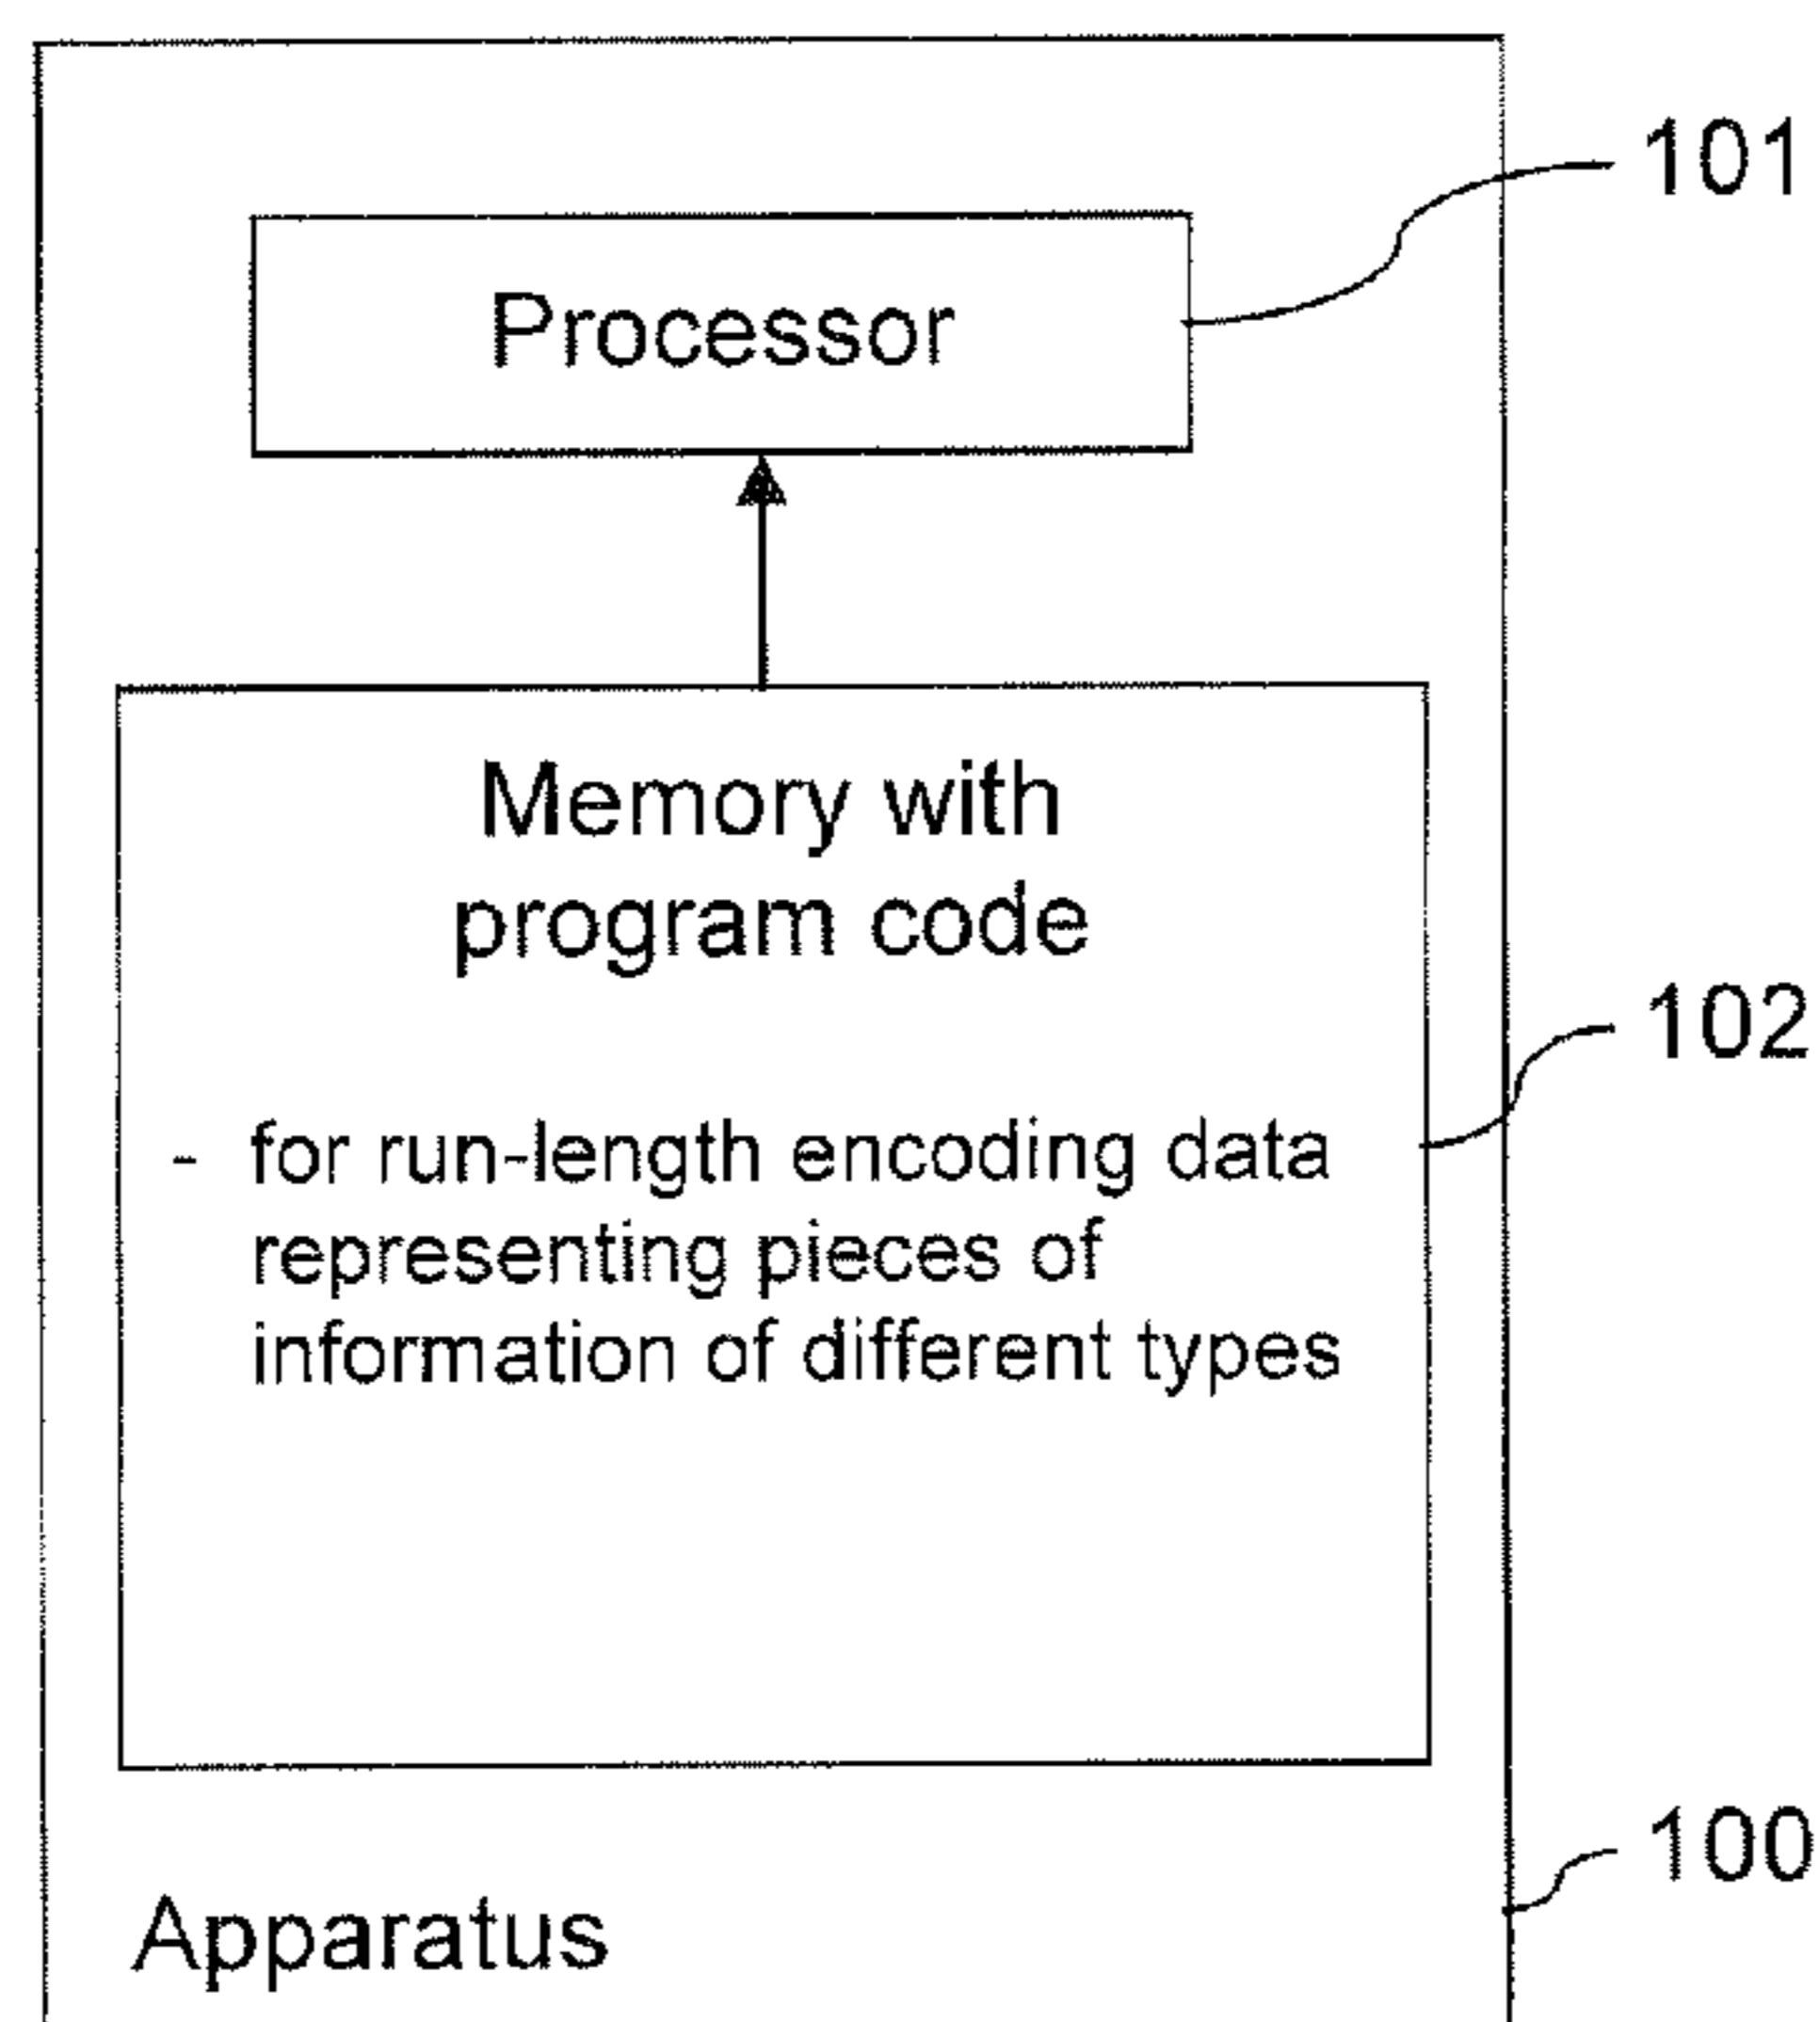 101
Processor
Memory with
program code
102
- for run-length encoding data
representing pieces of
information of different types
100
Apparatus